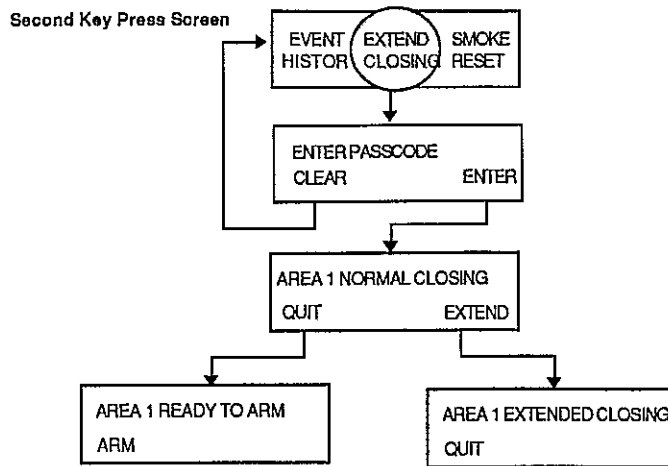 Second Key Press Screen
EVENT EXTEND SMOKE
HISTOR CLOSING RESET
ENTER PASSCODE
CLEAR ENTER
AREA 1 NORMAL CLOSING
QUIT EXTEND
AREA 1 READY TO ARM
ARM
AREA 1 EXTENDED CLOSING
QUIT